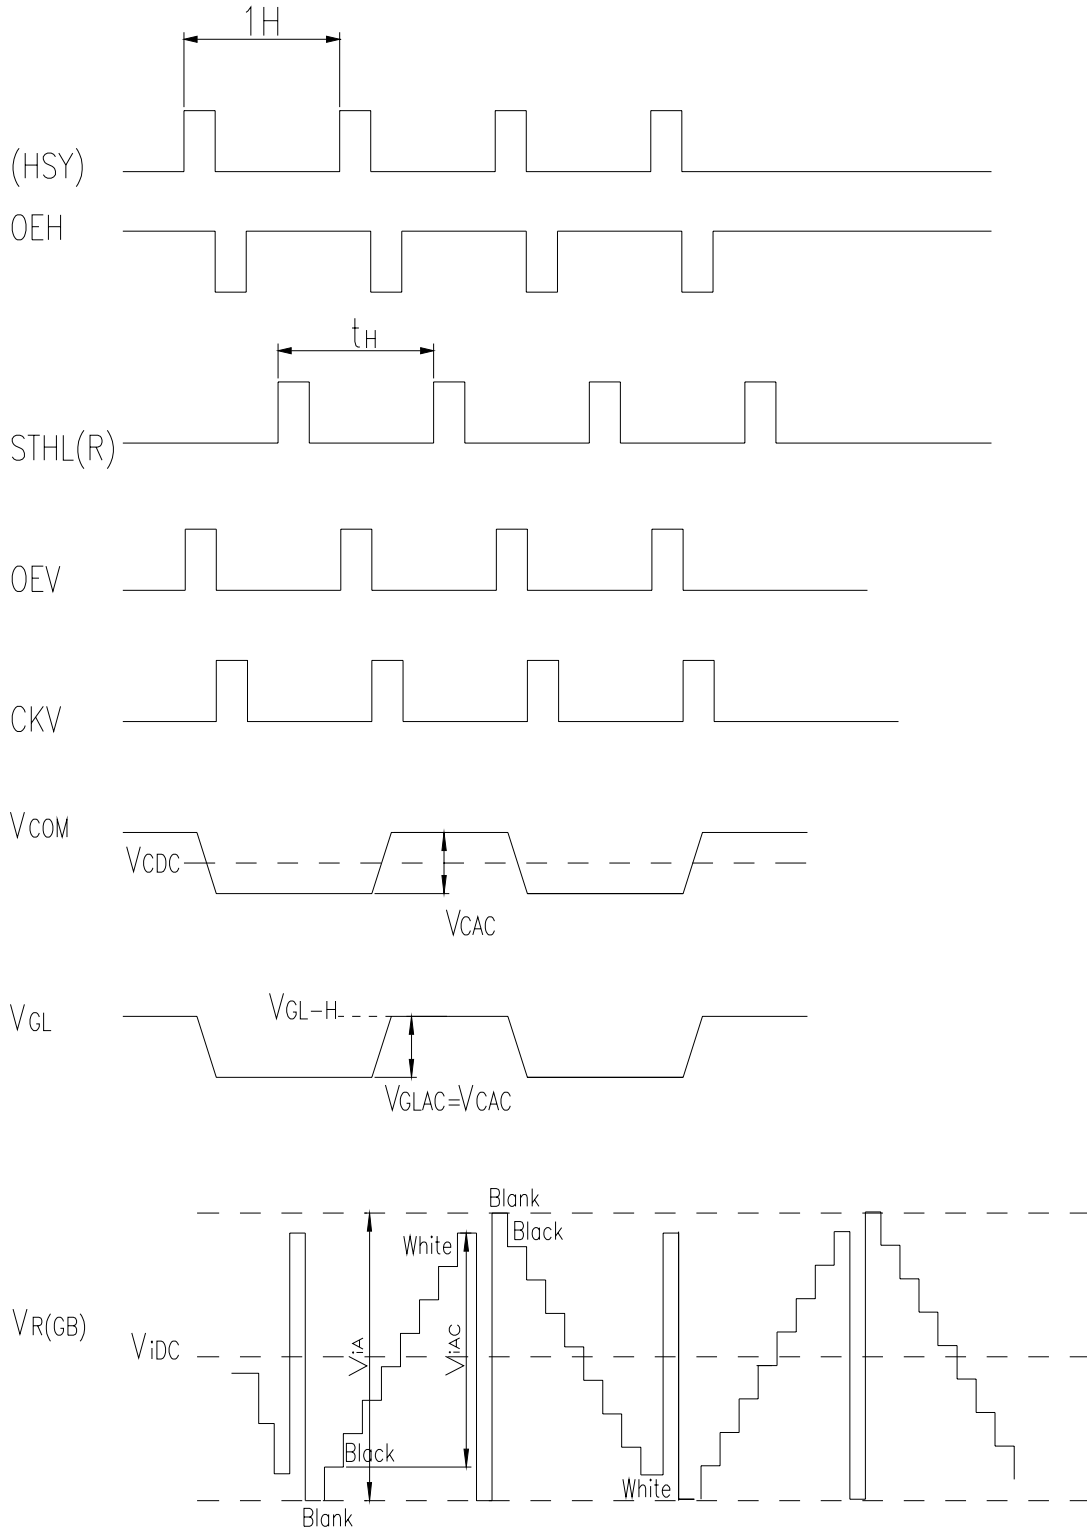 1H
(HSY)
OEH
tH
STHL(R)
OEV
CKV
VCOM
VCDC
VCAC
VGL-H
VGL
VGLAC=VCAC
Blank
White
Black
VR(GB)
ViDC
ViA
ViAC
Black
White
Blank